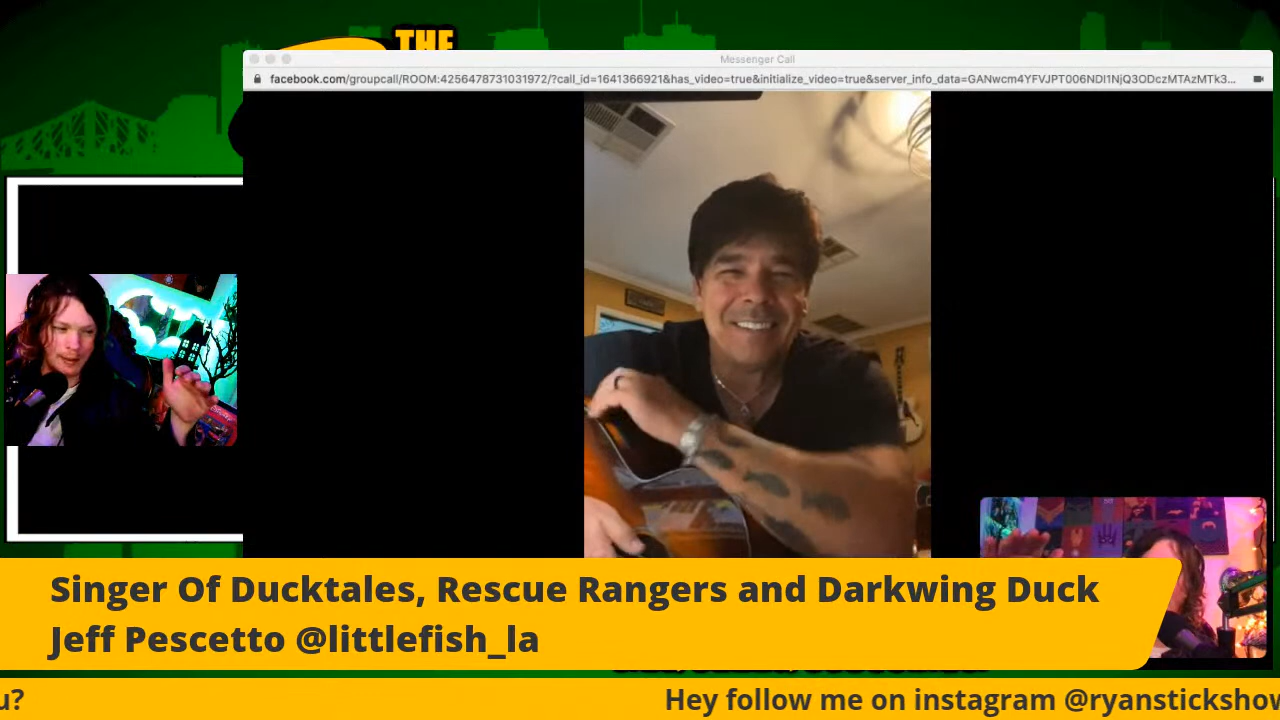 THE
Messenger Call
facebook.com/groupcall/ROOM:4256478731031972/?call_id=1641366921&has_video=true&initialize_video=true&server_info_data=GANwcm4YFVJPT006NDI1NjQ3ODczMTAzMTk3...
Singer Of Ducktales, Rescue Rangers and Darkwing Duck
Jeff Pescetto @littlefish_la
u?
Hey follow me on instagram @ryanstickshow